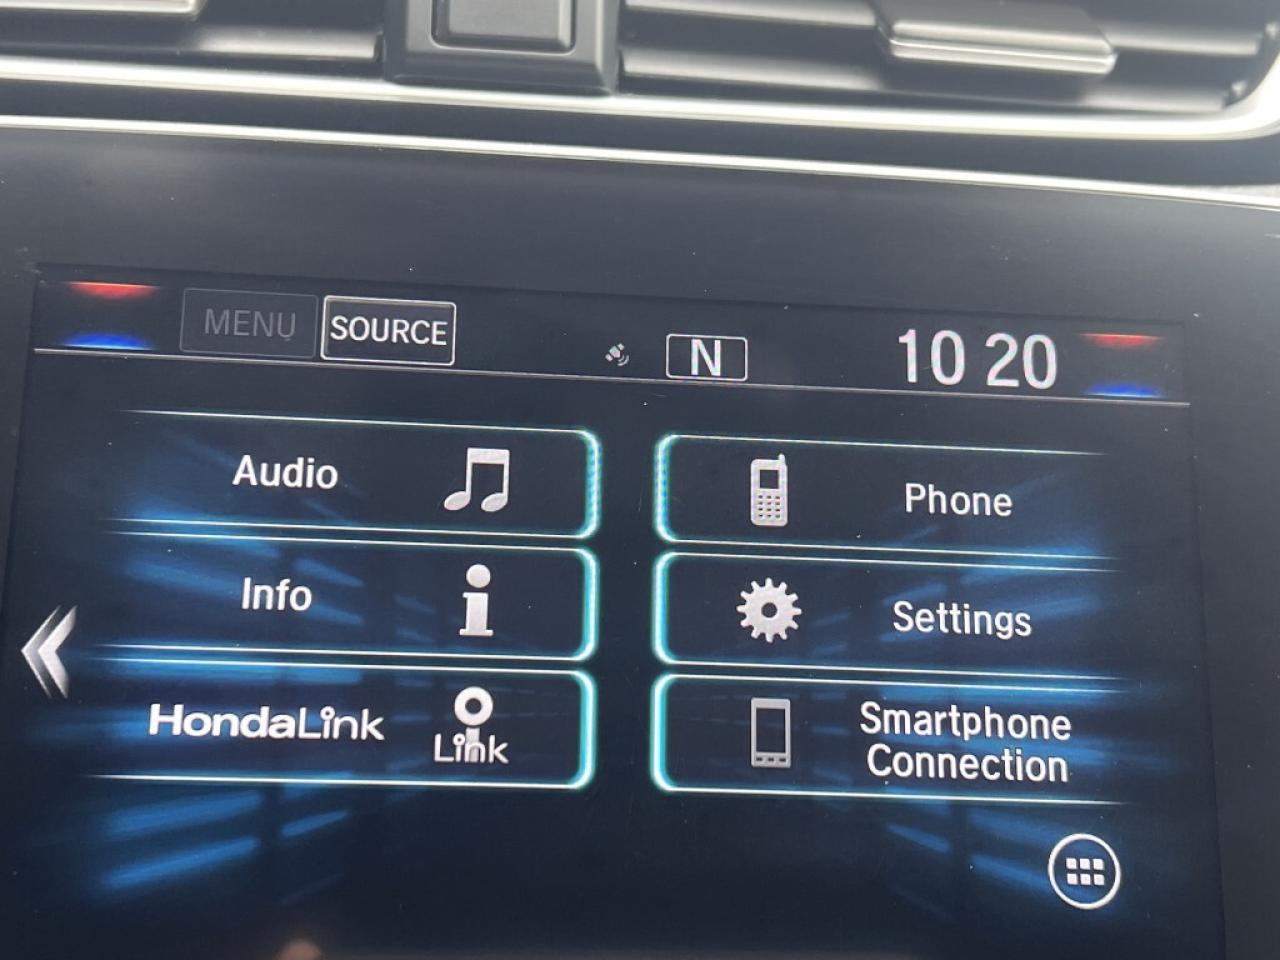 MENU SOURCE N 10 20
Audio
Phone
Info
Settings
HondaLink
Link
Smartphone
Connection